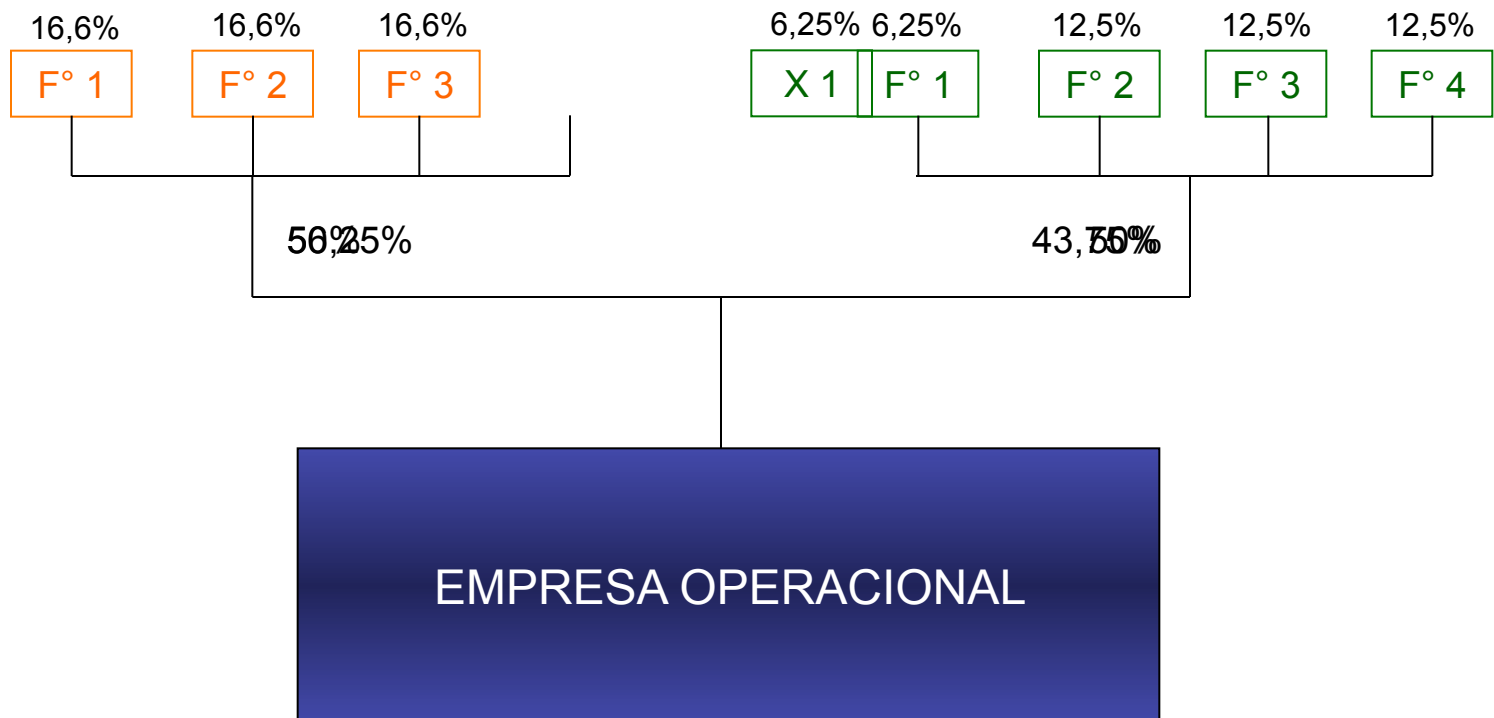 16,6% 16,6% 16,6% 6,25% 6,25% 12,5% 12,5% 12,5%
F° 1 F° 2 F° 3 X 1 F° 1 F° 2 F° 3 F° 4
50% 56,25% 43,75% 50%
EMPRESA OPERACIONAL